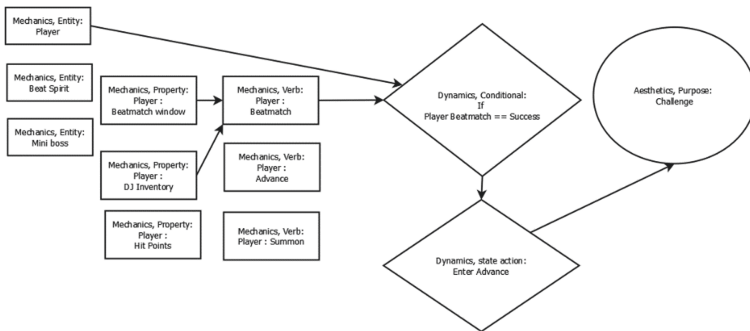 Mechanics, Entity:
Player
Mechanics, Entity:
Beat Spirit
Mechanics, Entity:
Mini boss
Mechanics, Property:
Player :
Beatmatch window
Mechanics, Property:
Player :
DJ Inventory
Mechanics, Property:
Player :
Hit Points
Mechanics, Verb:
Player :
Beatmatch
Mechanics, Verb:
Player :
Advance
Mechanics, Verb:
Player : Summon
Dynamics, Conditional:
If
Player Beatmatch == Success
Dynamics, state action:
Enter Advance
Aesthetics, Purpose:
Challenge